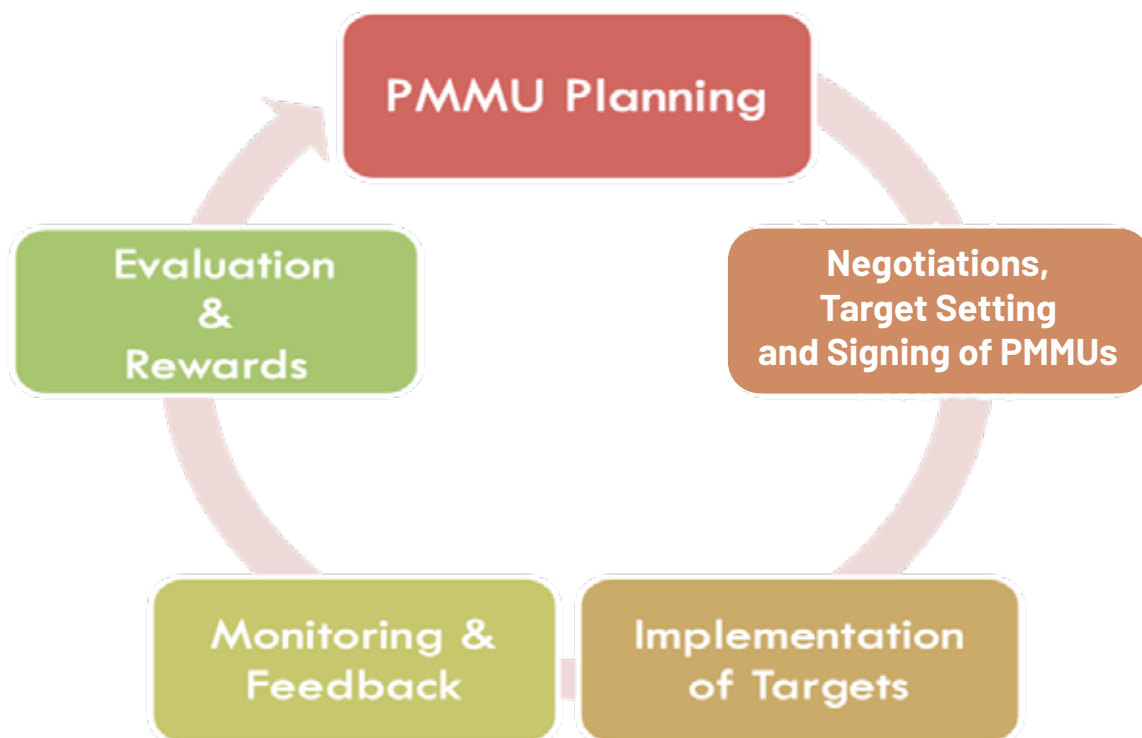 PMMU Planning
Negotiations,
Target Setting
and Signing of PMMUs
Implementation
of Targets
Monitoring &
Feedback
Evaluation
&
Rewards